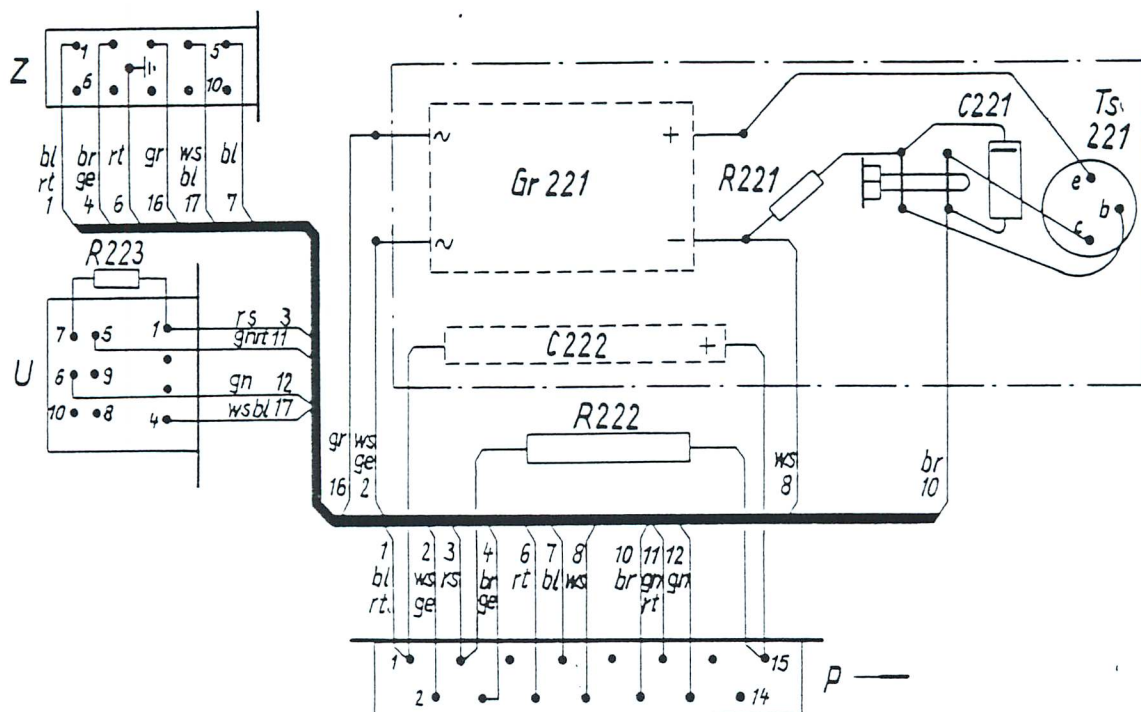 Z
1 5
6 10
bl rt 1
br ge 4
rt 6
gr 16
ws bl 17
bl 7
R223
U
7 5 1
6 9
10 8 4
rs 3
gnrt 11
gn 12
wsbl 17
~ +
Gr 221
~ −
R221
C221
Ts 221
e
b
c
C222 +
R222
gr 16
ws ge 2
ws 8
br 10
1 bl rt
2 ws ge
3 rs
4 br ge
6 rt
7 bl
8 ws
10 br
11 gn rt
12 gn
1 15
2 14
P